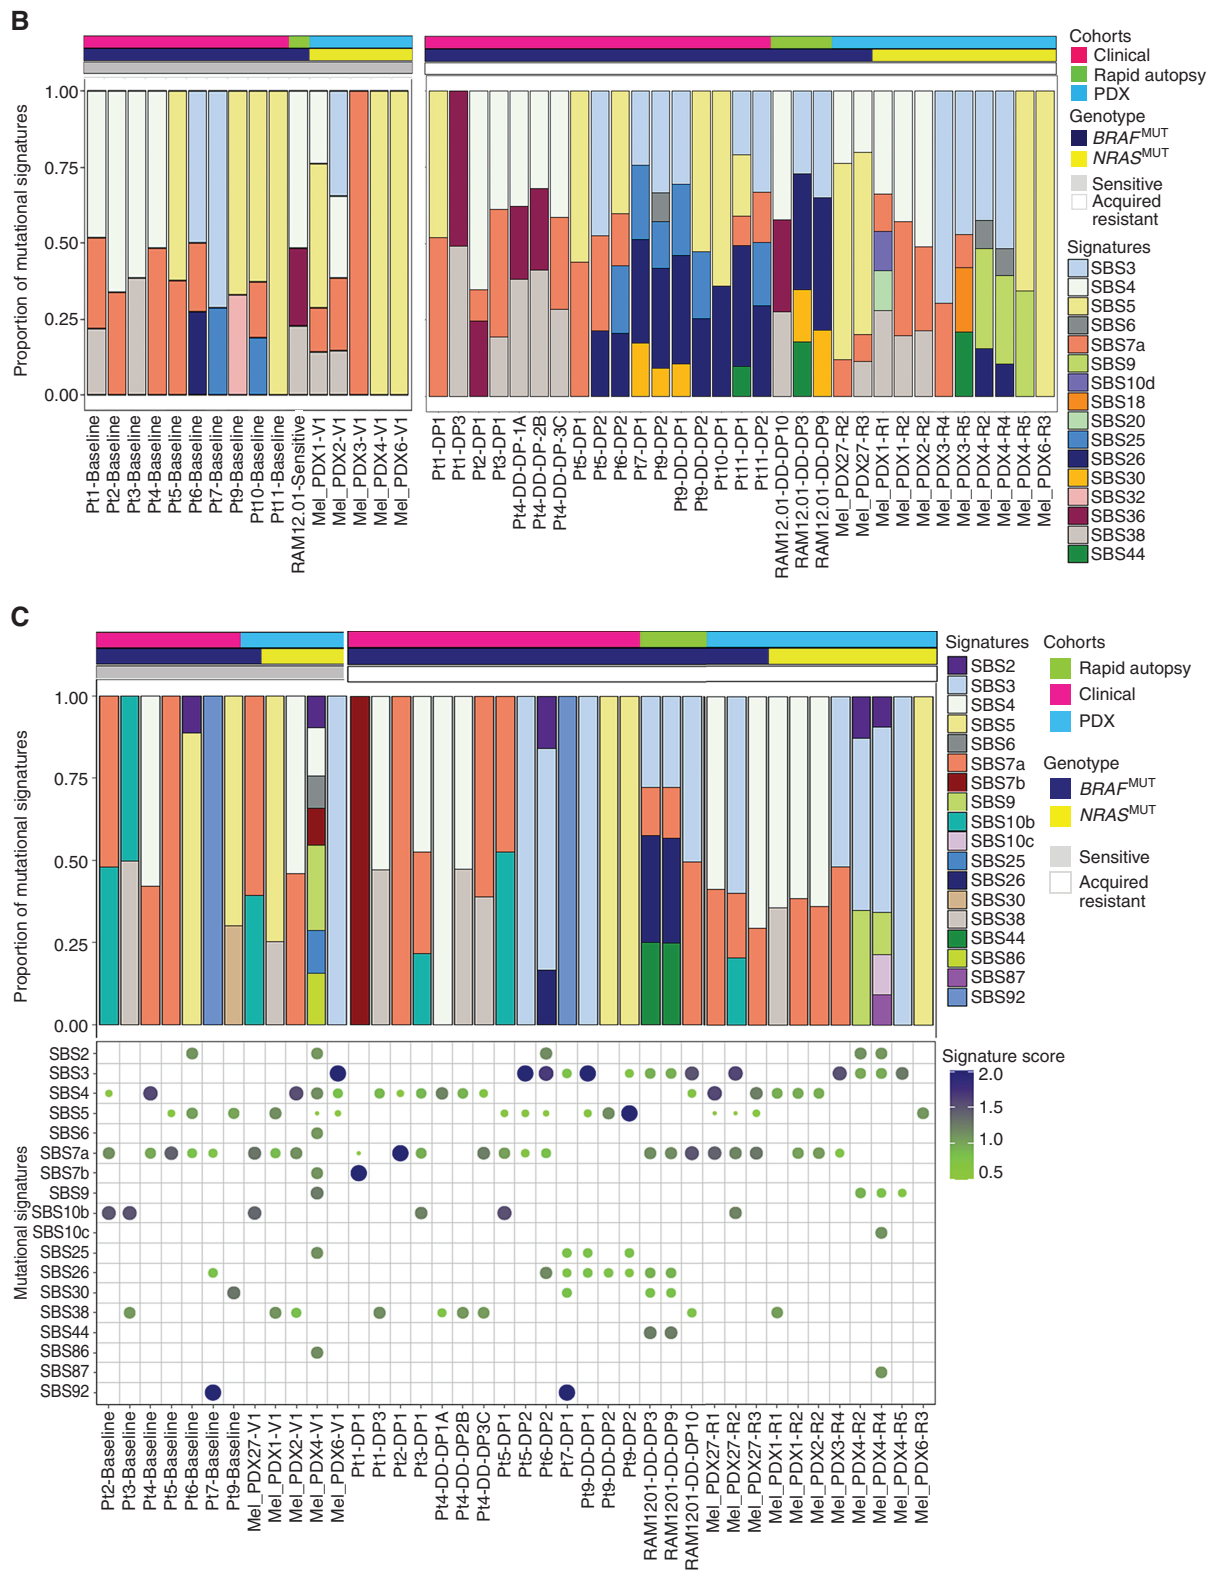 B
Cohorts
Clinical
Rapid autopsy
PDX
Genotype
BRAF^MUT
NRAS^MUT
Sensitive
Acquired
resistant
Signatures
SBS3
SBS4
SBS5
SBS6
SBS7a
SBS9
SBS10d
SBS18
SBS20
SBS25
SBS26
SBS30
SBS32
SBS36
SBS38
SBS44
Proportion of mutational signatures
1.00
0.75
0.50
0.25
0.00
Pt1-Baseline
Pt2-Baseline
Pt3-Baseline
Pt4-Baseline
Pt5-Baseline
Pt6-Baseline
Pt7-Baseline
Pt9-Baseline
Pt10-Baseline
Pt11-Baseline
RAM12.01-Sensitive
Mel_PDX1-V1
Mel_PDX2-V1
Mel_PDX3-V1
Mel_PDX4-V1
Mel_PDX6-V1
Pt1-DP1
Pt1-DP3
Pt2-DP1
Pt3-DP1
Pt4-DD-DP-1A
Pt4-DD-DP-2B
Pt4-DD-DP-3C
Pt5-DP1
Pt5-DP2
Pt6-DP2
Pt7-DP1
Pt9-DP2
Pt9-DD-DP1
Pt9-DD-DP2
Pt10-DP1
Pt11-DP1
Pt11-DP2
RAM12.01-DD-DP10
RAM12.01-DD-DP3
RAM12.01-DD-DP9
Mel_PDX27-R2
Mel_PDX27-R3
Mel_PDX1-R1
Mel_PDX1-R2
Mel_PDX2-R2
Mel_PDX3-R4
Mel_PDX3-R5
Mel_PDX4-R2
Mel_PDX4-R4
Mel_PDX4-R5
Mel_PDX6-R3
C
Signatures
SBS2
SBS3
SBS4
SBS5
SBS6
SBS7a
SBS7b
SBS9
SBS10b
SBS10c
SBS25
SBS26
SBS30
SBS38
SBS44
SBS86
SBS87
SBS92
Cohorts
Rapid autopsy
Clinical
PDX
Genotype
BRAF^MUT
NRAS^MUT
Sensitive
Acquired
resistant
Proportion of mutational signatures
1.00
0.75
0.50
0.25
0.00
Signature score
2.0
1.5
1.0
0.5
Mutational signatures
SBS2
SBS3
SBS4
SBS5
SBS6
SBS7a
SBS7b
SBS9
SBS10b
SBS10c
SBS25
SBS26
SBS30
SBS38
SBS44
SBS86
SBS87
SBS92
Pt2-Baseline
Pt3-Baseline
Pt4-Baseline
Pt5-Baseline
Pt6-Baseline
Pt7-Baseline
Pt9-Baseline
Mel_PDX27-V1
Mel_PDX1-V1
Mel_PDX2-V1
Mel_PDX4-V1
Mel_PDX6-V1
Pt1-DP1
Pt1-DP3
Pt2-DP1
Pt3-DP1
Pt4-DD-DP1A
Pt4-DD-DP2B
Pt4-DD-DP3C
Pt5-DP1
Pt5-DP2
Pt6-DP2
Pt7-DP1
Pt9-DD-DP1
Pt9-DD-DP2
Pt9-DP2
RAM1201-DD-DP3
RAM1201-DD-DP9
RAM1201-DD-DP10
Mel_PDX27-R1
Mel_PDX27-R2
Mel_PDX27-R3
Mel_PDX1-R1
Mel_PDX1-R2
Mel_PDX2-R2
Mel_PDX3-R4
Mel_PDX4-R2
Mel_PDX4-R4
Mel_PDX4-R5
Mel_PDX6-R3